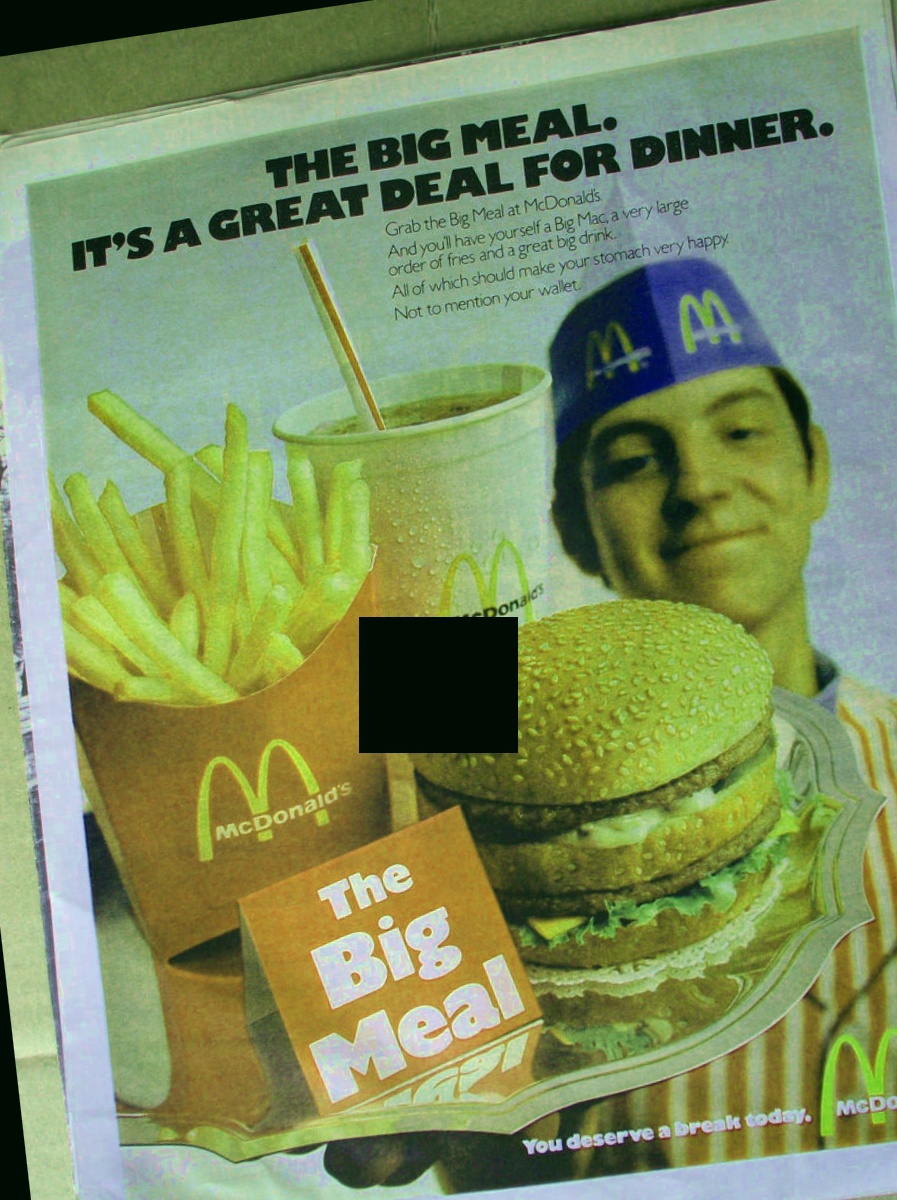 THE BIG MEAL.
IT'S A GREAT DEAL FOR DINNER.
Grab the Big Meal at McDonald's.
And you'll have yourself a Big Mac, a very large
order of fries and a great big drink.
All of which should make your stomach very happy.
Not to mention your wallet.
McDonald's
McDonald's
The
Big
Meal
You deserve a break today.